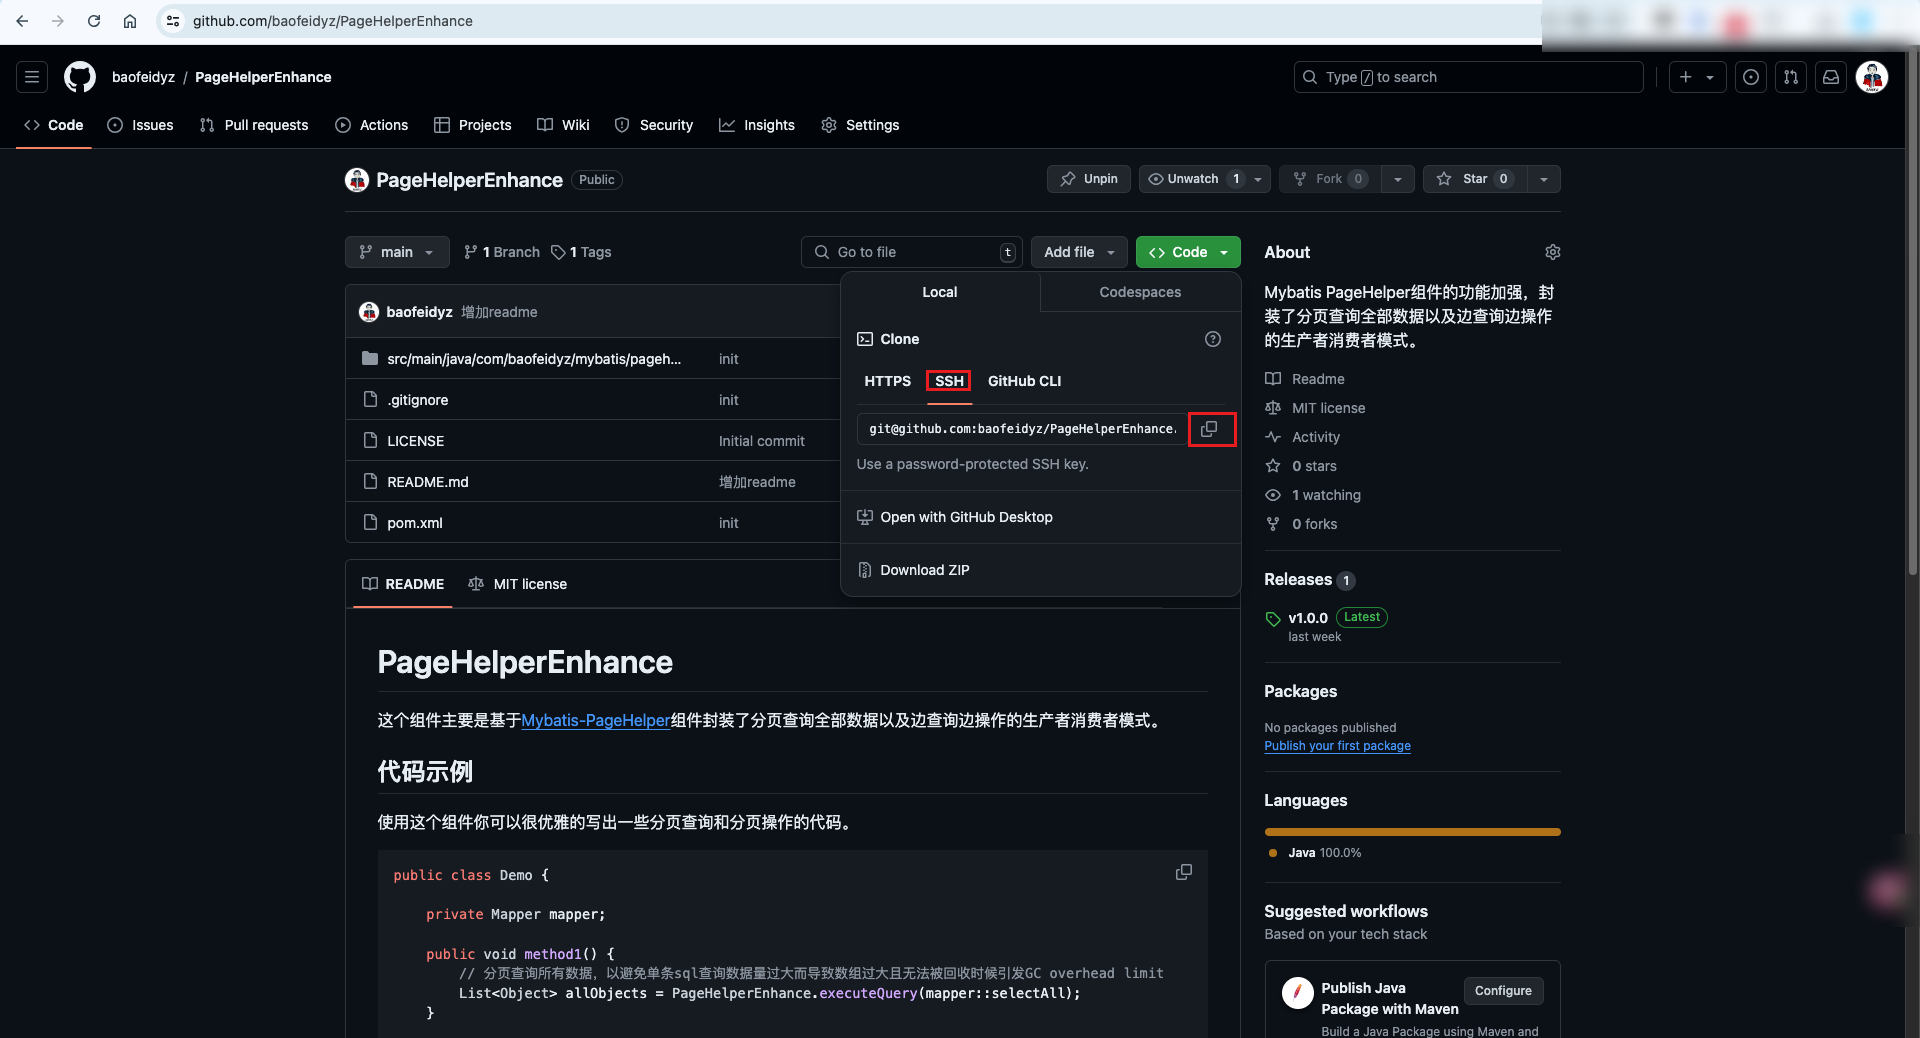 github.com/baofeidyz/PageHelperEnhance
baofeidyz / PageHelperEnhance
Type / to search
Code
Issues
Pull requests
Actions
Projects
Wiki
Security
Insights
Settings
PageHelperEnhance Public
Unpin
Unwatch 1
Fork 0
Star 0
main
1 Branch
1 Tags
Go to file t
Add file
Code
Local
Codespaces
Clone
HTTPS
SSH
GitHub CLI
git@github.com:baofeidyz/PageHelperEnhance.
Use a password-protected SSH key.
Open with GitHub Desktop
Download ZIP
baofeidyz 增加readme
src/main/java/com/baofeidyz/mybatis/pageh... init
.gitignore init
LICENSE Initial commit
README.md 增加readme
pom.xml init
README
MIT license
PageHelperEnhance
这个组件主要是基于Mybatis-PageHelper组件封装了分页查询全部数据以及边查询边操作的生产者消费者模式。
代码示例
使用这个组件你可以很优雅的写出一些分页查询和分页操作的代码。
public class Demo {
private Mapper mapper;
public void method1() {
// 分页查询所有数据，以避免单条sql查询数据量过大而导致数组过大且无法被回收时候引发GC overhead limit
List<Object> allObjects = PageHelperEnhance.executeQuery(mapper::selectAll);
}
About
Mybatis PageHelper组件的功能加强，封
装了分页查询全部数据以及边查询边操作
的生产者消费者模式。
Readme
MIT license
Activity
0 stars
1 watching
0 forks
Releases 1
v1.0.0 Latest
last week
Packages
No packages published
Publish your first package
Languages
Java 100.0%
Suggested workflows
Based on your tech stack
Publish Java
Package with Maven
Configure
Build a Java Package using Maven and